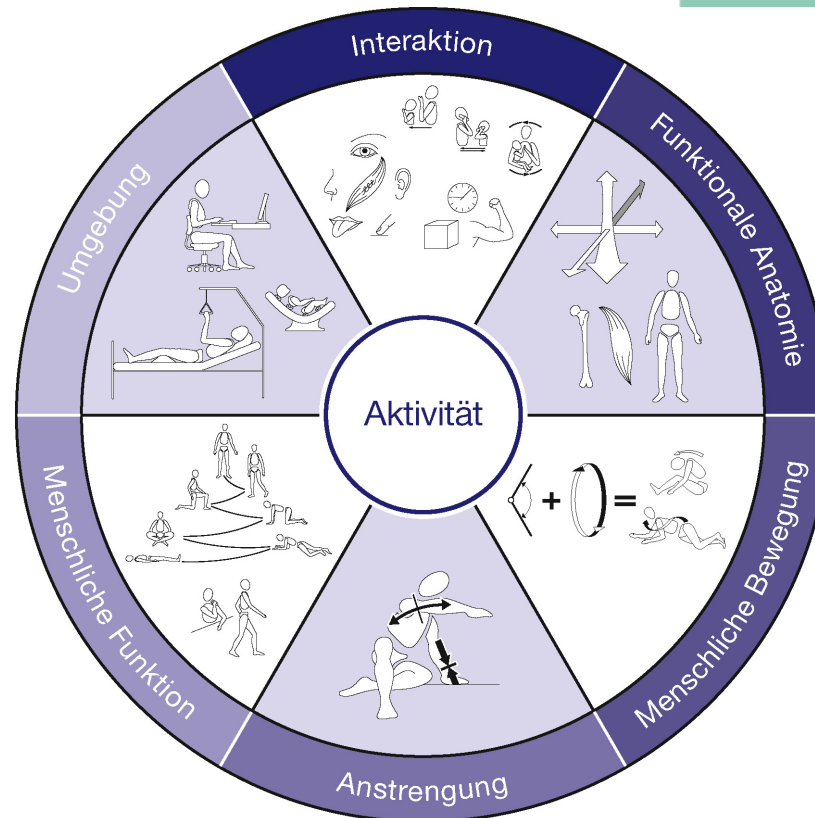 Interaktion
Funktionale Anatomie
Menschliche Bewegung
Anstrengung
Menschliche Funktion
Umgebung
Aktivität
+
=